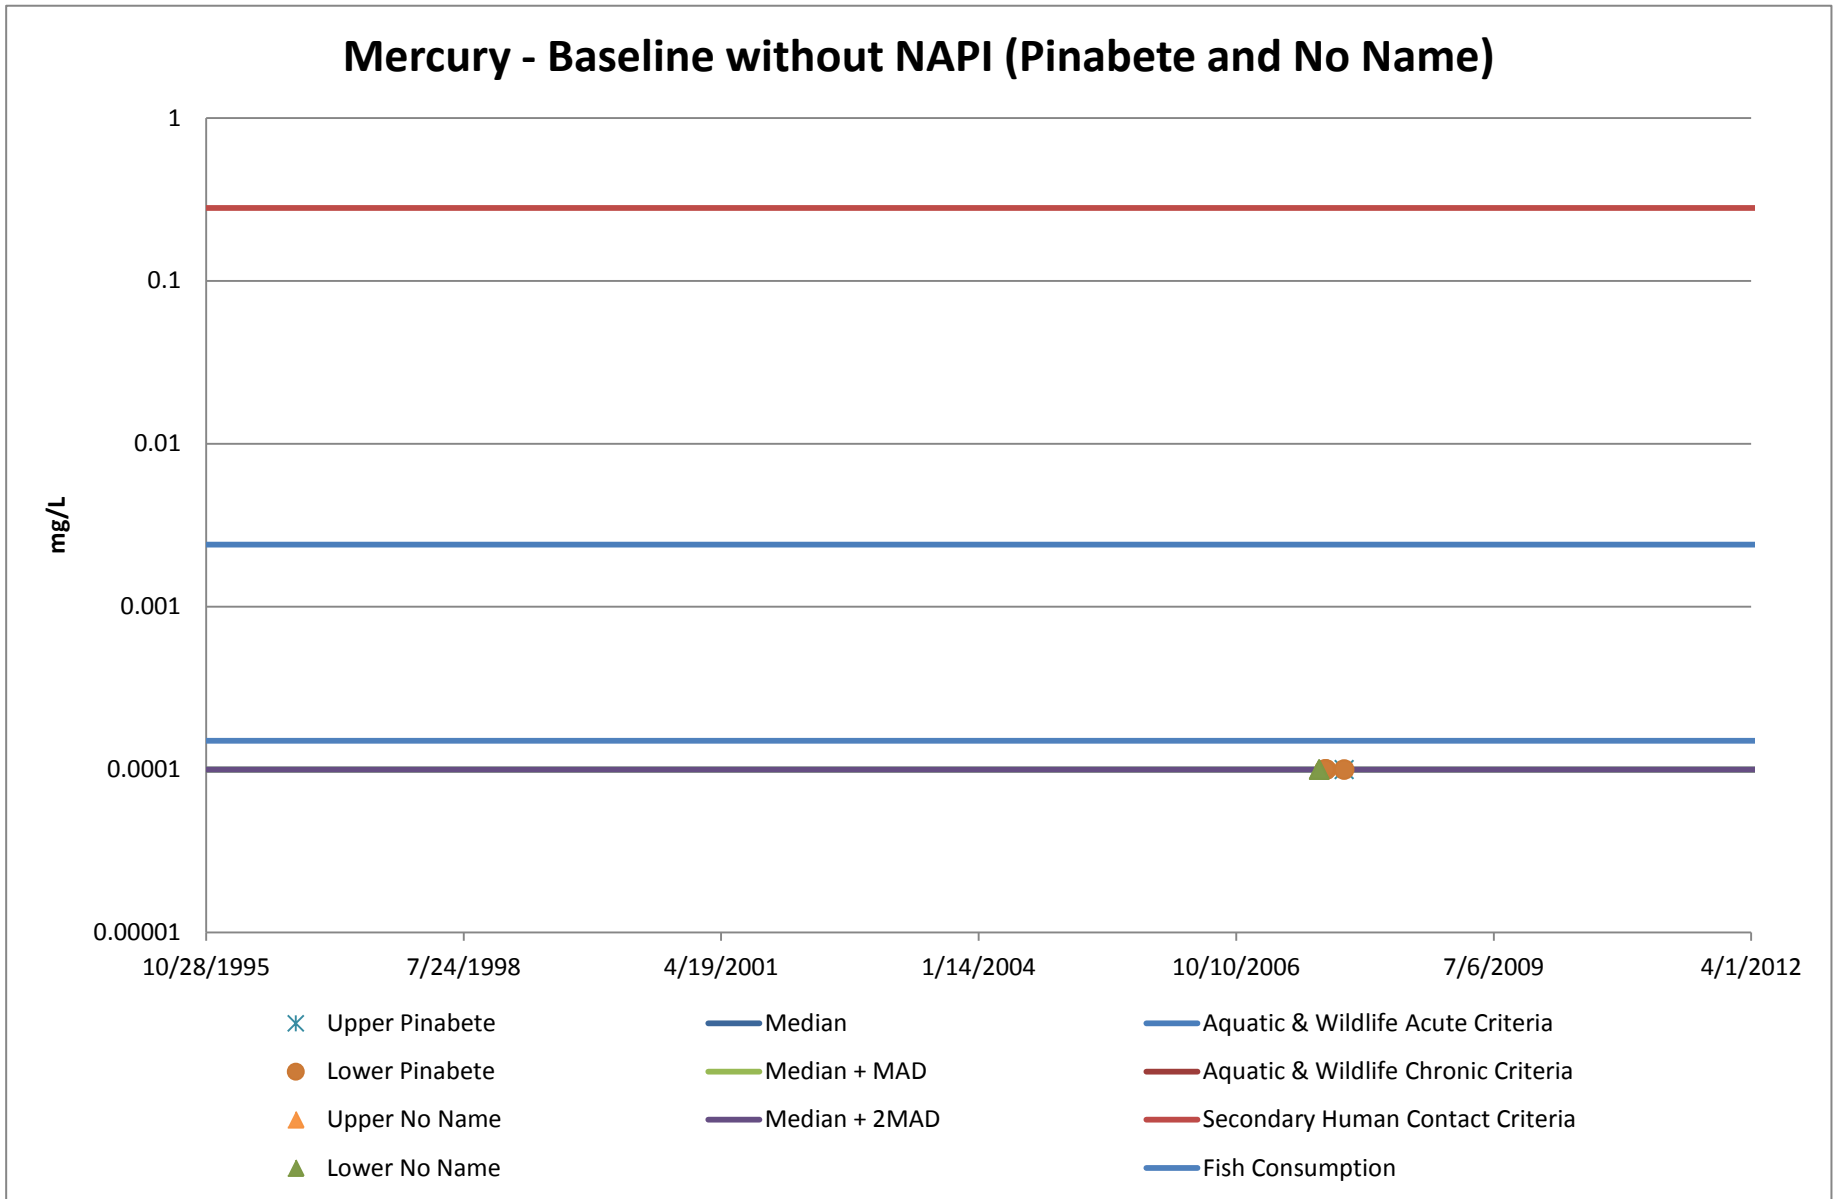 Mercury - Baseline without NAPI (Pinabete and No Name)
1
0.1
0.01
0.001
0.0001
0.00001
mg/L
10/28/1995 7/24/1998 4/19/2001 1/14/2004 10/10/2006 7/6/2009 4/1/2012
Upper Pinabete Median Aquatic & Wildlife Acute Criteria
Lower Pinabete Median + MAD Aquatic & Wildlife Chronic Criteria
Upper No Name Median + 2MAD Secondary Human Contact Criteria
Lower No Name Fish Consumption